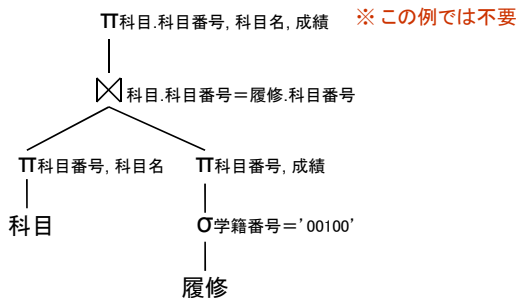 π科目.科目番号, 科目名, 成績 ※ この例では不要
⋈ 科目.科目番号＝履修.科目番号
π科目番号, 科目名 π科目番号, 成績
科目 σ学籍番号＝’00100’
履修